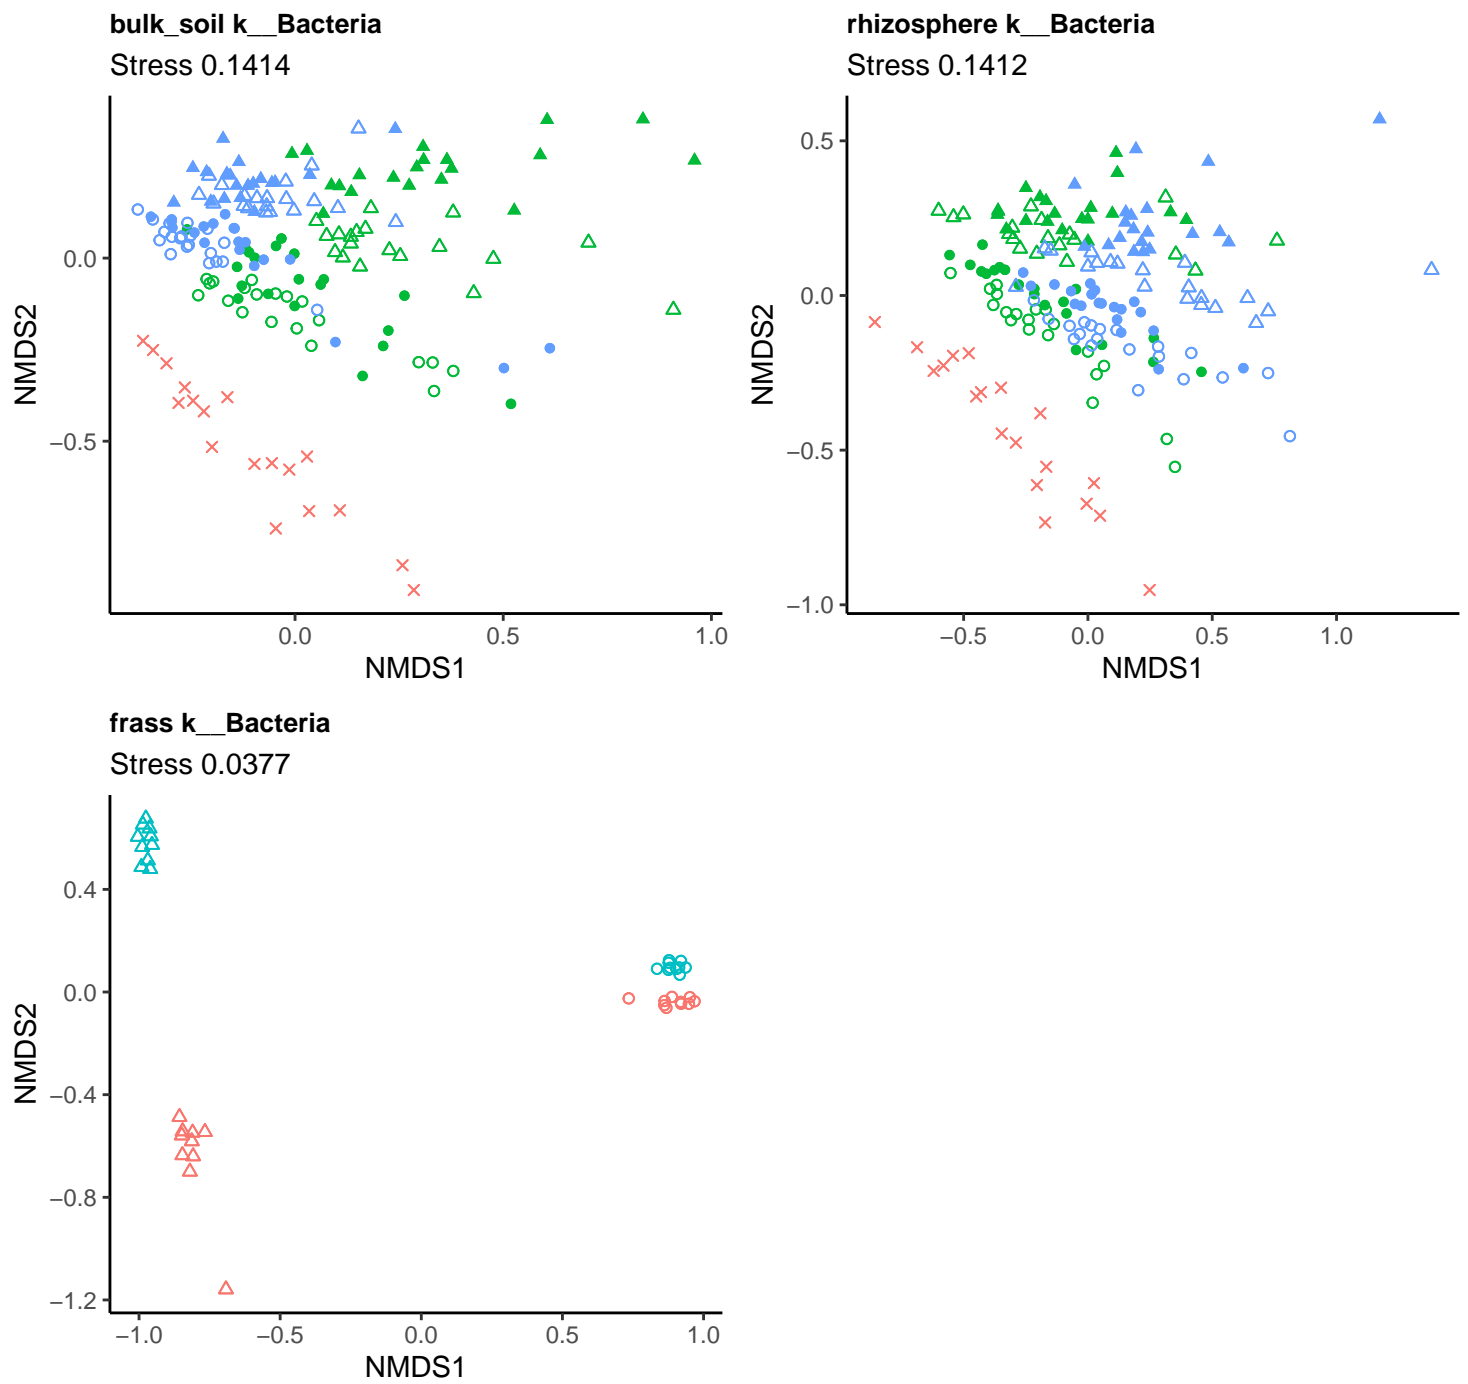 bulk_soil k__Bacteria
Stress 0.1414
0.0
−0.5
NMDS2
0.0
0.5
1.0
NMDS1
rhizosphere k__Bacteria
Stress 0.1412
0.5
0.0
−0.5
−1.0
NMDS2
−0.5
0.0
0.5
1.0
NMDS1
frass k__Bacteria
Stress 0.0377
0.4
0.0
−0.4
−0.8
−1.2
NMDS2
−1.0
−0.5
0.0
0.5
1.0
NMDS1